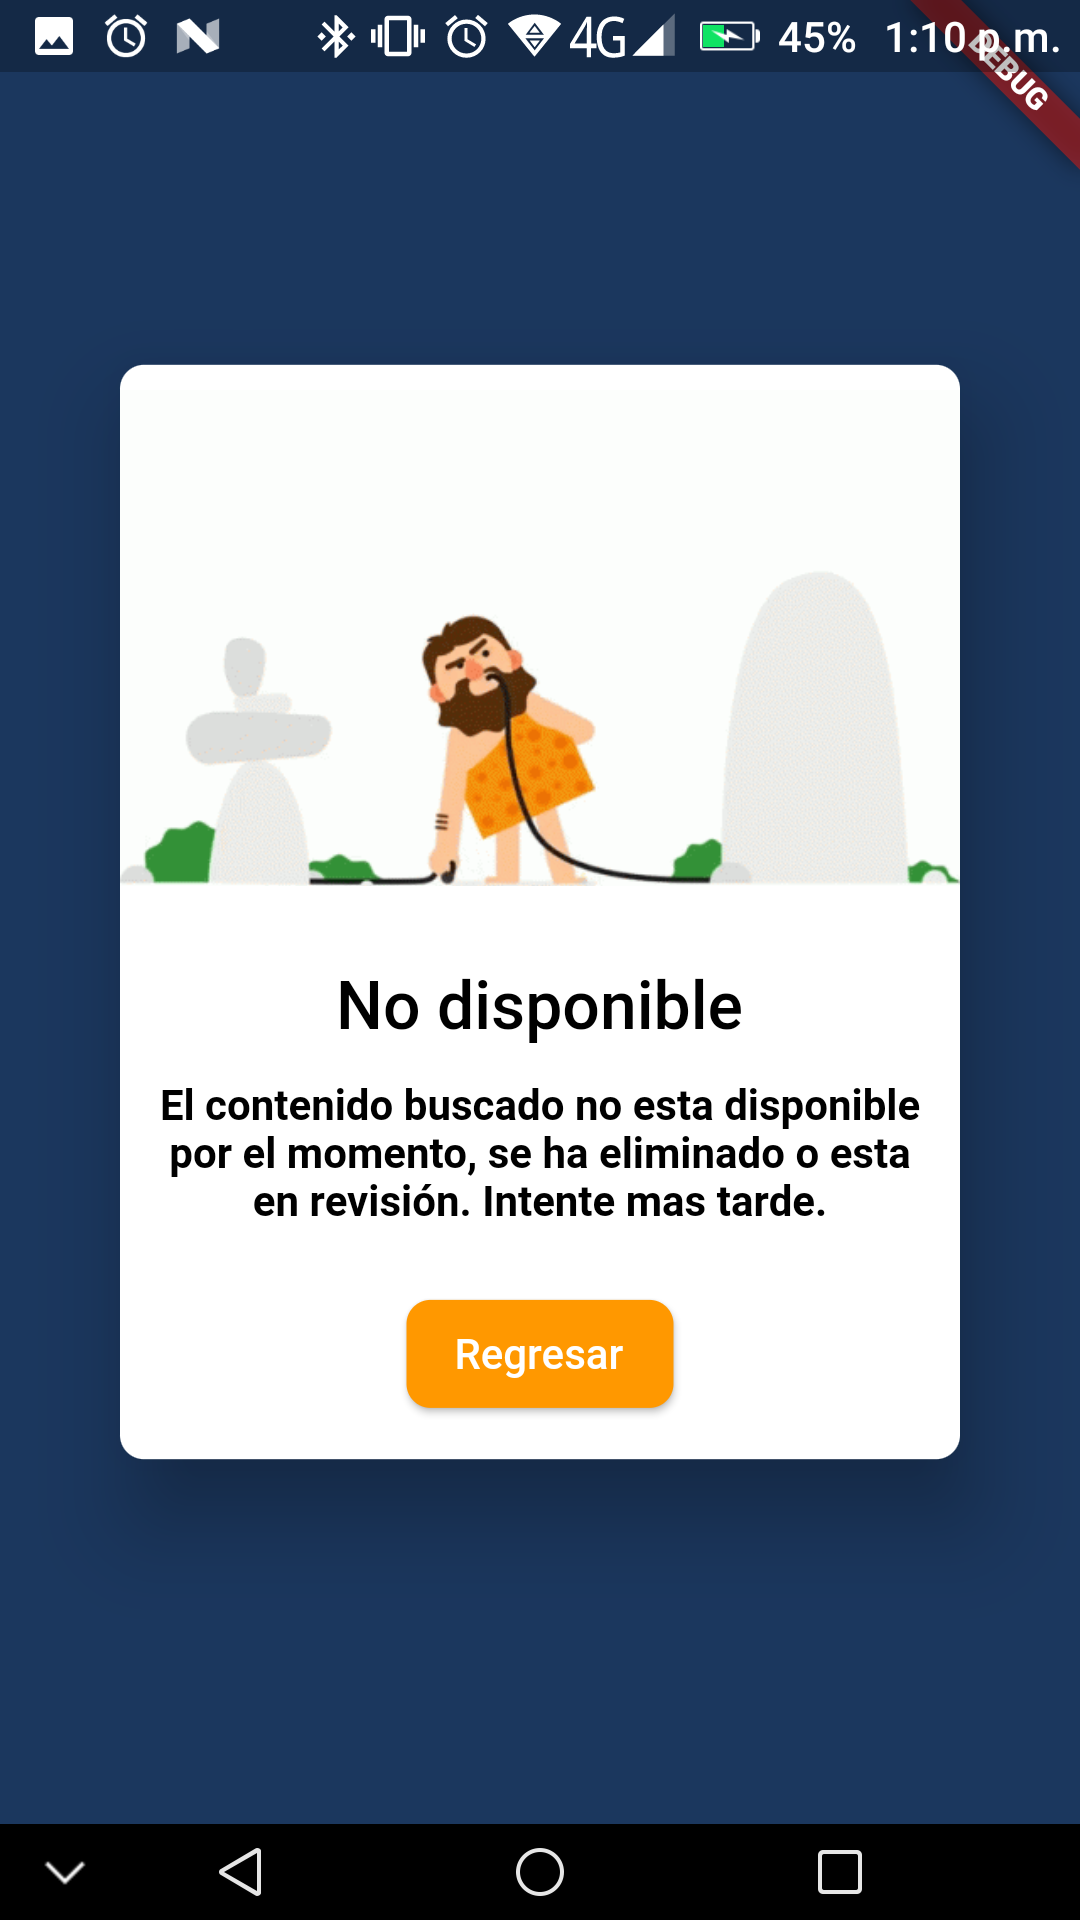 4G 45% 1:10 p.m.
DEBUG
No disponible
El contenido buscado no esta disponible
por el momento, se ha eliminado o esta
en revisión. Intente mas tarde.
Regresar